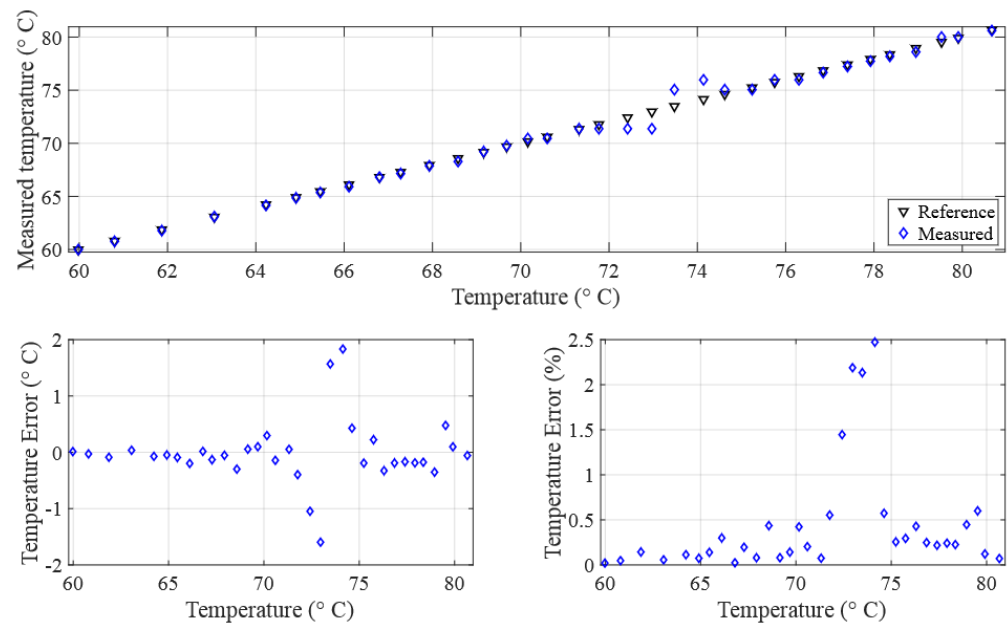 Measured temperature (° C)
80
75
70
65
60
60 62 64 66 68 70 72 74 76 78 80
Temperature (° C)
Reference
Measured
Temperature Error (° C)
2
1
0
-1
-2
60 65 70 75 80
Temperature (° C)
Temperature Error (%)
2.5
2
1.5
1
0.5
0
60 65 70 75 80
Temperature (° C)